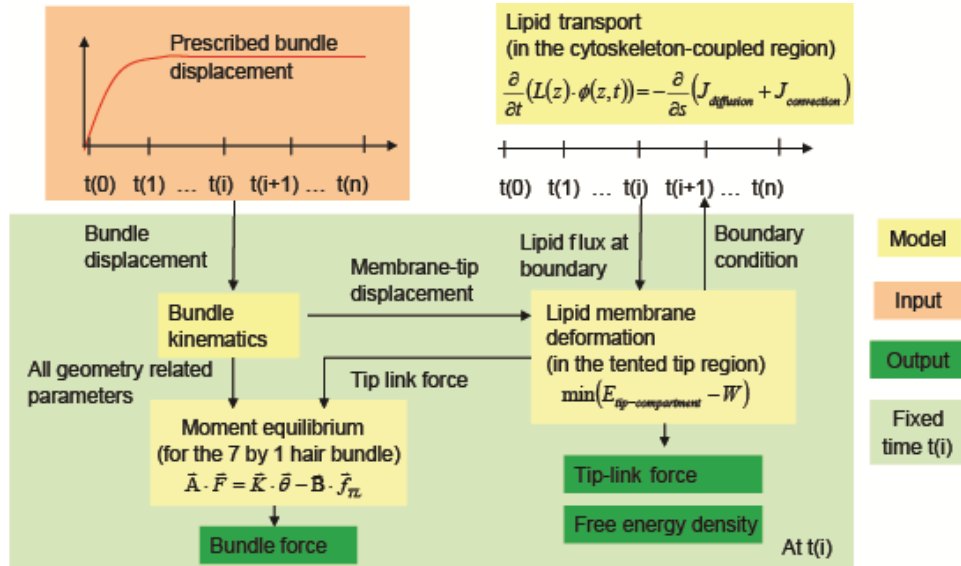 Prescribed bundle
displacement
t(0) t(1) ... t(i) t(i+1) ... t(n)
Lipid transport
(in the cytoskeleton-coupled region)
∂/∂t (L(z)·ϕ(z,t)) = −∂/∂s (J_diffusion + J_convection)
t(0) t(1) ... t(i) t(i+1) ... t(n)
Bundle
displacement
Lipid flux at
boundary
Boundary
condition
Membrane-tip
displacement
Bundle
kinematics
Lipid membrane
deformation
(in the tented tip region)
min(E_tip-compartment − W)
All geometry related
parameters
Tip link force
Moment equilibrium
(for the 7 by 1 hair bundle)
A⃗·F⃗ = K⃗·θ⃗ − B⃗·f⃗_TL
Bundle force
Tip-link force
Free energy density
At t(i)
Model
Input
Output
Fixed
time t(i)